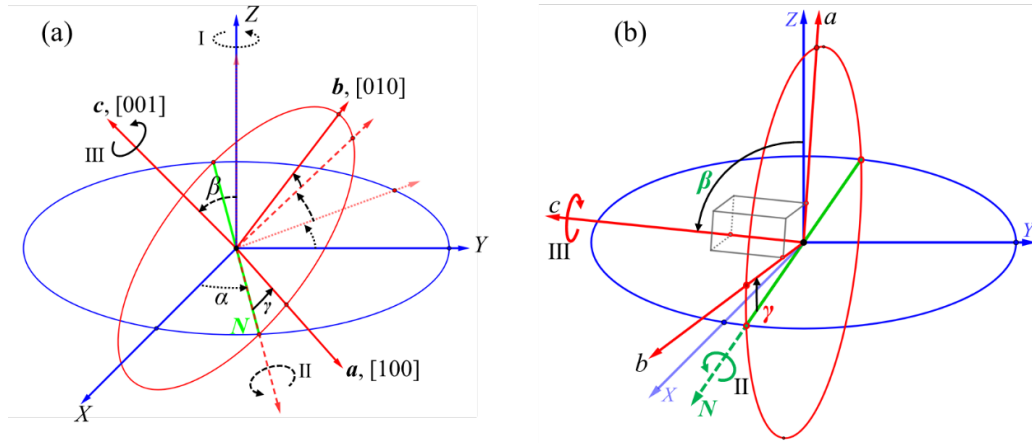 (a)
Z
I
b, [010]
c, [001]
III
β
Y
α
γ
N
II
a, [100]
X
(b)
Z
a
β
c
III
Y
γ
b
X
II
N